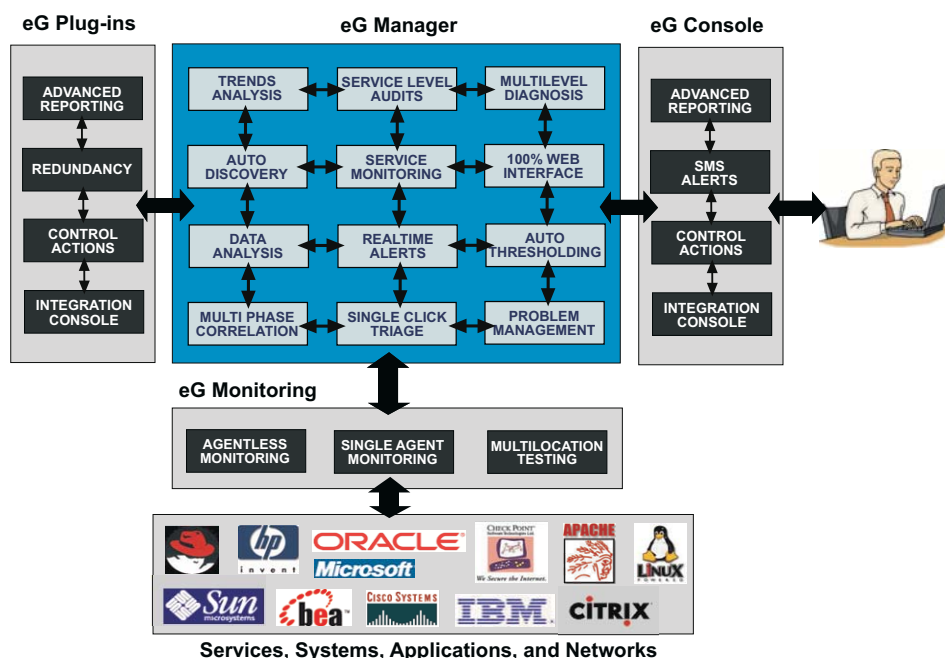 eG Plug-ins
eG Manager
eG Console
ADVANCED
REPORTING
REDUNDANCY
CONTROL
ACTIONS
INTEGRATION
CONSOLE
TRENDS
ANALYSIS
SERVICE LEVEL
AUDITS
MULTILEVEL
DIAGNOSIS
AUTO
DISCOVERY
SERVICE
MONITORING
100% WEB
INTERFACE
DATA
ANALYSIS
REALTIME
ALERTS
AUTO
THRESHOLDING
MULTI PHASE
CORRELATION
SINGLE CLICK
TRIAGE
PROBLEM
MANAGEMENT
ADVANCED
REPORTING
SMS
ALERTS
CONTROL
ACTIONS
INTEGRATION
CONSOLE
eG Monitoring
AGENTLESS
MONITORING
SINGLE AGENT
MONITORING
MULTILOCATION
TESTING
hp
invent
ORACLE
Microsoft
CHECK POINT
Software Technologies Ltd.
We Secure the Internet.
APACHE
LINUX
POWERED
Sun
microsystems
bea
CISCO SYSTEMS
IBM
CITRIX
Services, Systems, Applications, and Networks